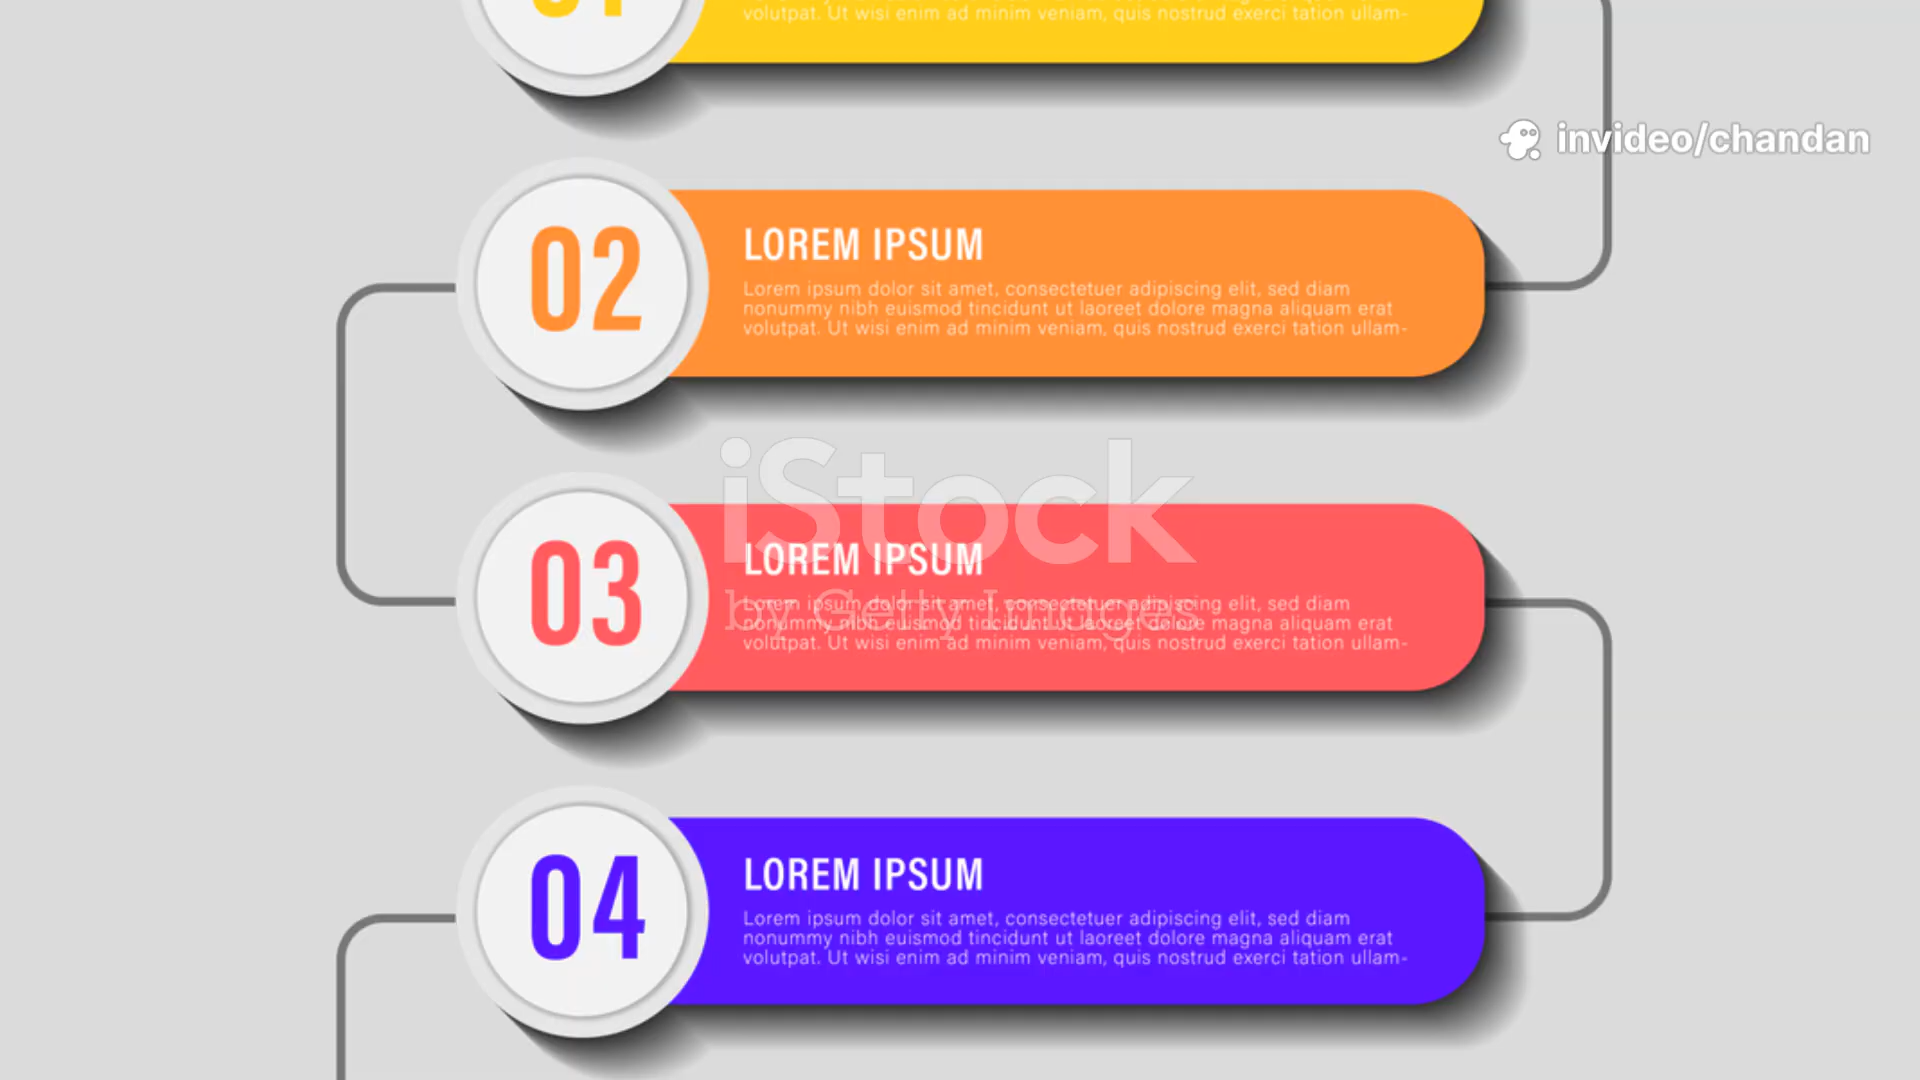 01
volutpat. Ut wisi enim ad minim veniam, quis nostrud exerci tation ullam-
invideo/chandan
02
LOREM IPSUM
Lorem ipsum dolor sit amet, consectetuer adipiscing elit, sed diam
nonummy nibh euismod tincidunt ut laoreet dolore magna aliquam erat
volutpat. Ut wisi enim ad minim veniam, quis nostrud exerci tation ullam-
iStock
by Getty Images
03
LOREM IPSUM
Lorem ipsum dolor sit amet, consectetuer adipiscing elit, sed diam
nonummy nibh euismod tincidunt ut laoreet dolore magna aliquam erat
volutpat. Ut wisi enim ad minim veniam, quis nostrud exerci tation ullam-
04
LOREM IPSUM
Lorem ipsum dolor sit amet, consectetuer adipiscing elit, sed diam
nonummy nibh euismod tincidunt ut laoreet dolore magna aliquam erat
volutpat. Ut wisi enim ad minim veniam, quis nostrud exerci tation ullam-